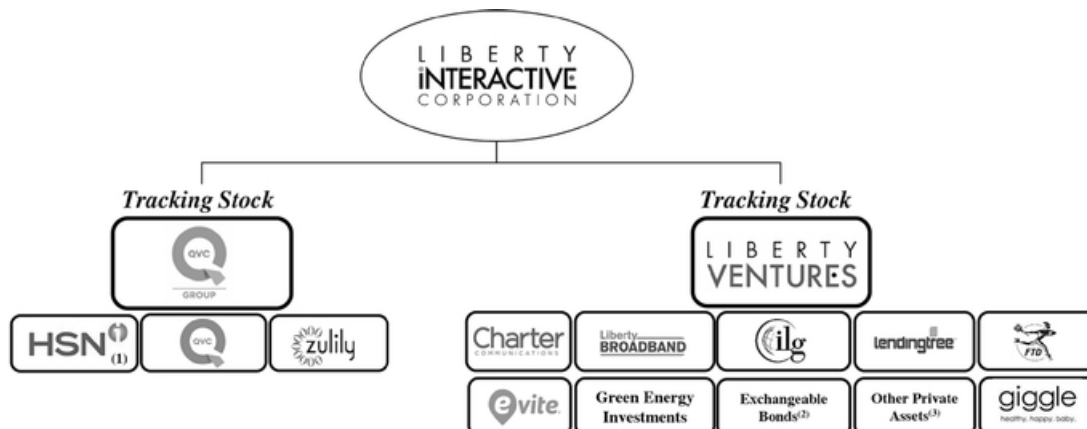 LIBERTY
iNTERACTIVE
CORPORATION
Tracking Stock
QVC
GROUP
HSN (1)
QVC
zulily
Tracking Stock
LIBERTY
VENTURES
Charter
COMMUNICATIONS
Liberty
BROADBAND
ilg
lendingtree
FTD
evite
Green Energy
Investments
Exchangeable
Bonds(2)
Other Private
Assets(3)
giggle
healthy. happy. baby.